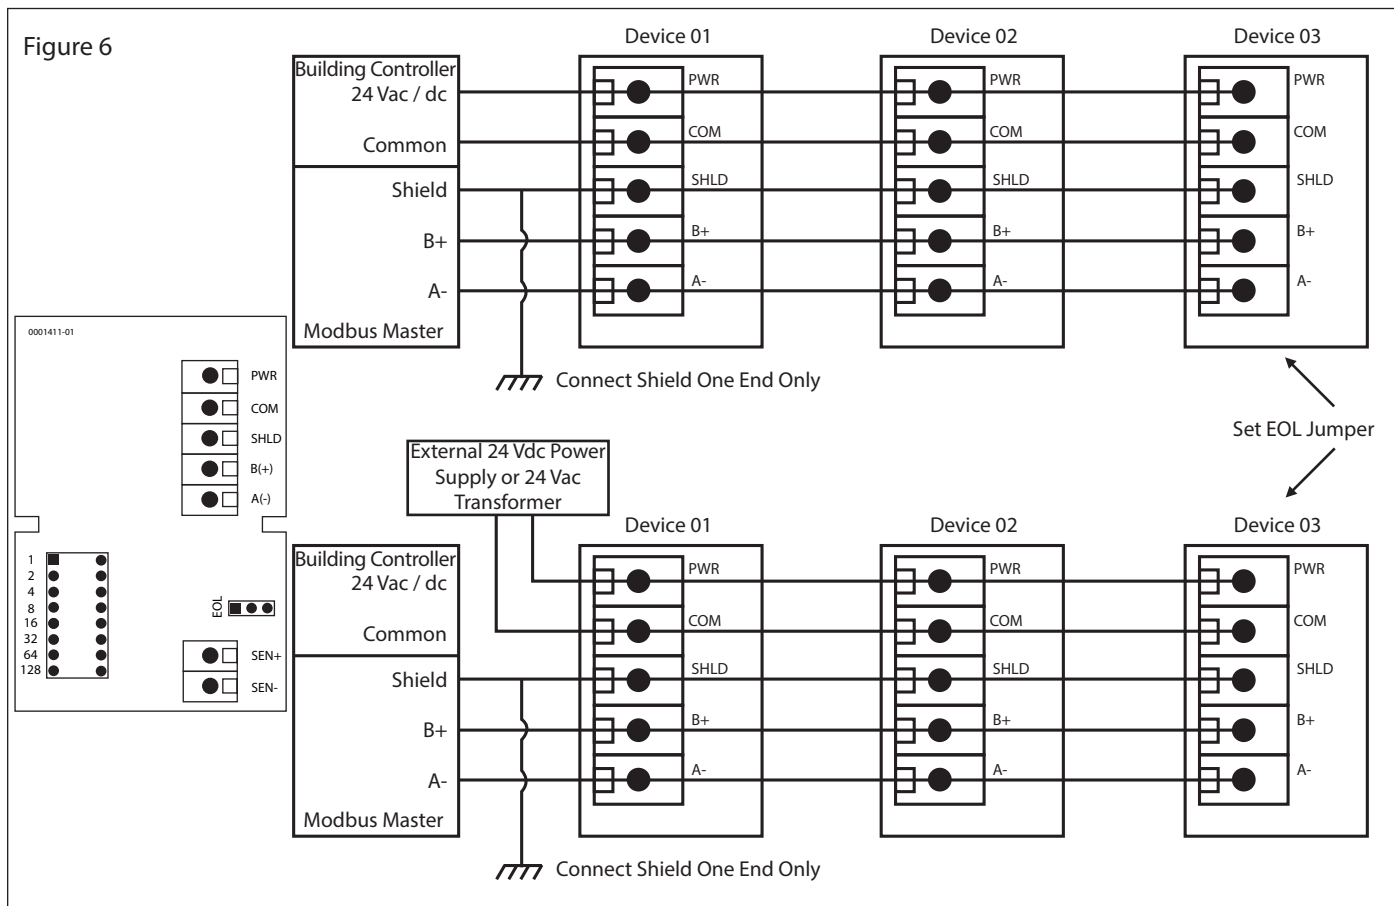 Figure 6
Device 01
Device 02
Device 03
Building Controller
24 Vac / dc
Common
Shield
B+
A-
Modbus Master
PWR
COM
SHLD
B+
A-
PWR
COM
SHLD
B+
A-
PWR
COM
SHLD
B+
A-
Connect Shield One End Only
Set EOL Jumper
0001411-01
PWR
COM
SHLD
B(+)
A(-)
1
2
4
8
16
32
64
128
EOL
SEN+
SEN-
External 24 Vdc Power
Supply or 24 Vac
Transformer
Device 01
Device 02
Device 03
Building Controller
24 Vac / dc
Common
Shield
B+
A-
Modbus Master
PWR
COM
SHLD
B+
A-
PWR
COM
SHLD
B+
A-
PWR
COM
SHLD
B+
A-
Connect Shield One End Only